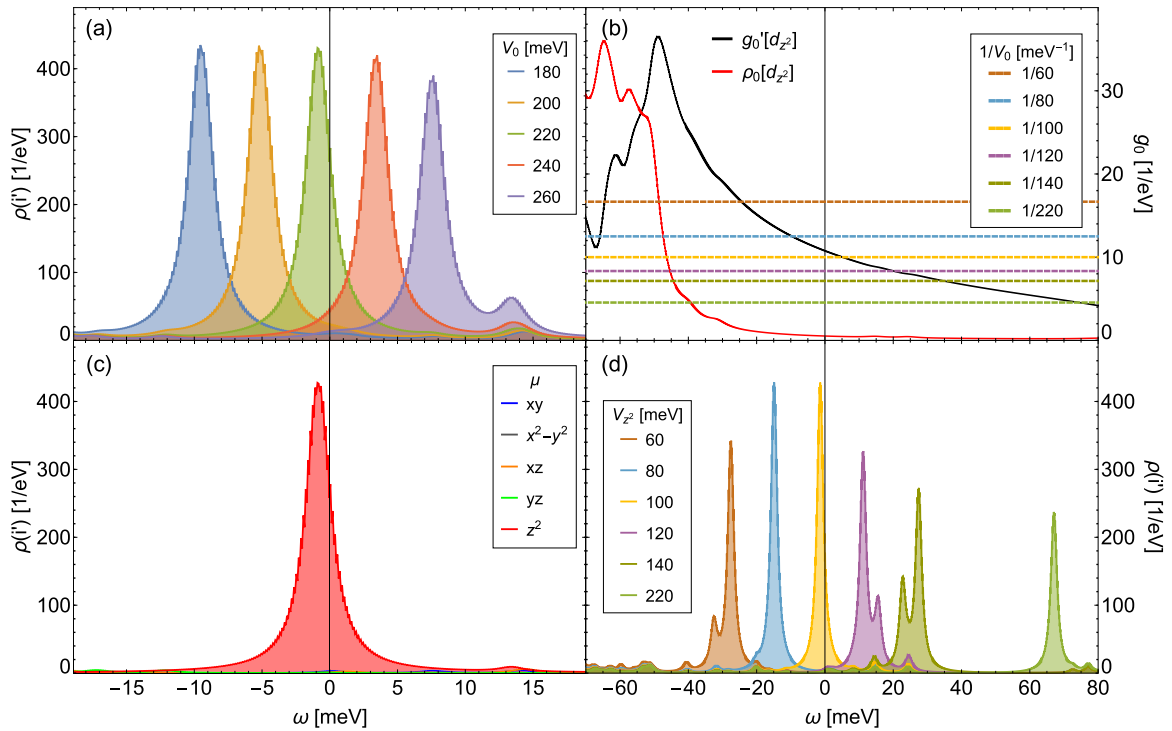 (a)
V₀ [meV]
180
200
220
240
260
400
300
200
100
0
ρ(i') [1/eV]
(b)
g₀'[d_z²]
ρ₀[d_z²]
1/V₀ [meV⁻¹]
1/60
1/80
1/100
1/120
1/140
1/220
30
20
10
0
g₀ [1/eV]
(c)
μ
xy
x²−y²
xz
yz
z²
400
300
200
100
0
ρ(i') [1/eV]
−15
−10
−5
0
5
10
15
ω [meV]
(d)
V_z² [meV]
60
80
100
120
140
220
400
300
200
100
0
ρ(i') [1/eV]
−60
−40
−20
0
20
40
60
80
ω [meV]